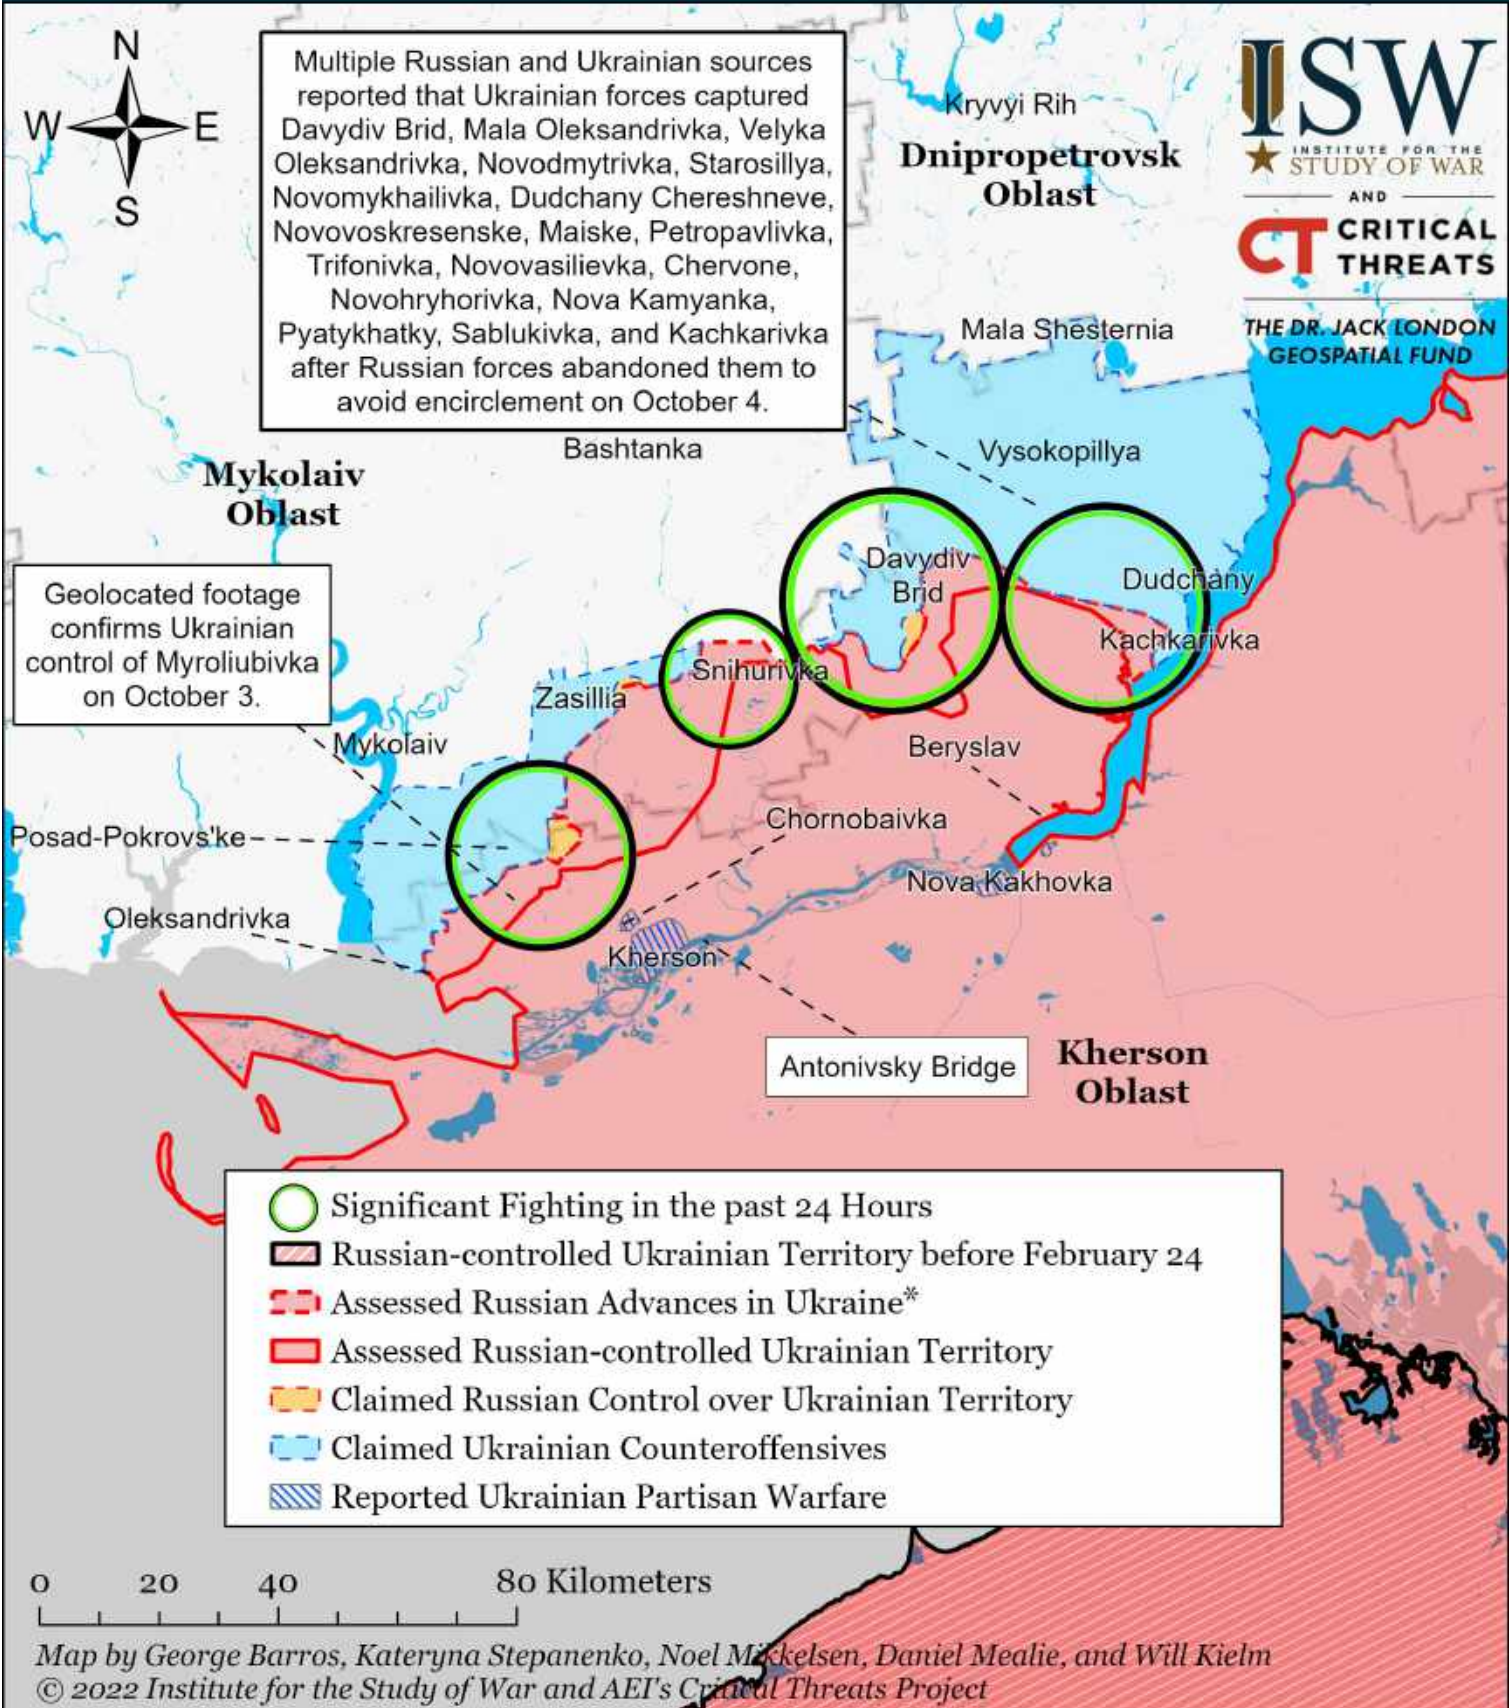 N
W E
S
Multiple Russian and Ukrainian sources
reported that Ukrainian forces captured
Davydiv Brid, Mala Oleksandrivka, Velyka
Oleksandrivka, Novodmytrivka, Starosillya,
Novomykhailivka, Dudchany Chereshneve,
Novovoskresenske, Maiske, Petropavlivka,
Trifonivka, Novovasilievka, Chervone,
Novohryhorivka, Nova Kamyanka,
Pyatykhatky, Sablukivka, and Kachkarivka
after Russian forces abandoned them to
avoid encirclement on October 4.
Kryvyi Rih
Dnipropetrovsk
Oblast
ISW
INSTITUTE FOR THE
STUDY OF WAR
AND
CT CRITICAL
THREATS
THE DR. JACK LONDON
GEOSPATIAL FUND
Mala Shesternia
Bashtanka
Vysokopillya
Mykolaiv
Oblast
Geolocated footage
confirms Ukrainian
control of Myroliubivka
on October 3.
Davydiv
Brid
Dudchany
Kachkarivka
Snihurivka
Zasillia
Mykolaiv
Beryslav
Chornobaivka
Posad-Pokrovs'ke
Nova Kakhovka
Oleksandrivka
Kherson
Antonivsky Bridge
Kherson
Oblast
Significant Fighting in the past 24 Hours
Russian-controlled Ukrainian Territory before February 24
Assessed Russian Advances in Ukraine*
Assessed Russian-controlled Ukrainian Territory
Claimed Russian Control over Ukrainian Territory
Claimed Ukrainian Counteroffensives
Reported Ukrainian Partisan Warfare
0 20 40 80 Kilometers
Map by George Barros, Kateryna Stepanenko, Noel Mikkelsen, Daniel Mealie, and Will Kielm
© 2022 Institute for the Study of War and AEI's Critical Threats Project